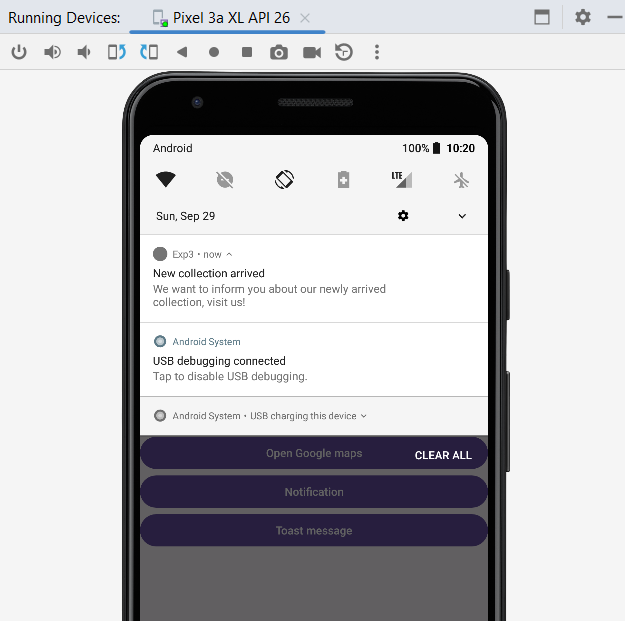 Running Devices: Pixel 3a XL API 26
Android 100% 10:20
LTE
Sun, Sep 29
Exp3 • now
New collection arrived
We want to inform you about our newly arrived
collection, visit us!
Android System
USB debugging connected
Tap to disable USB debugging.
Android System • USB charging this device
Open Google maps CLEAR ALL
Notification
Toast message